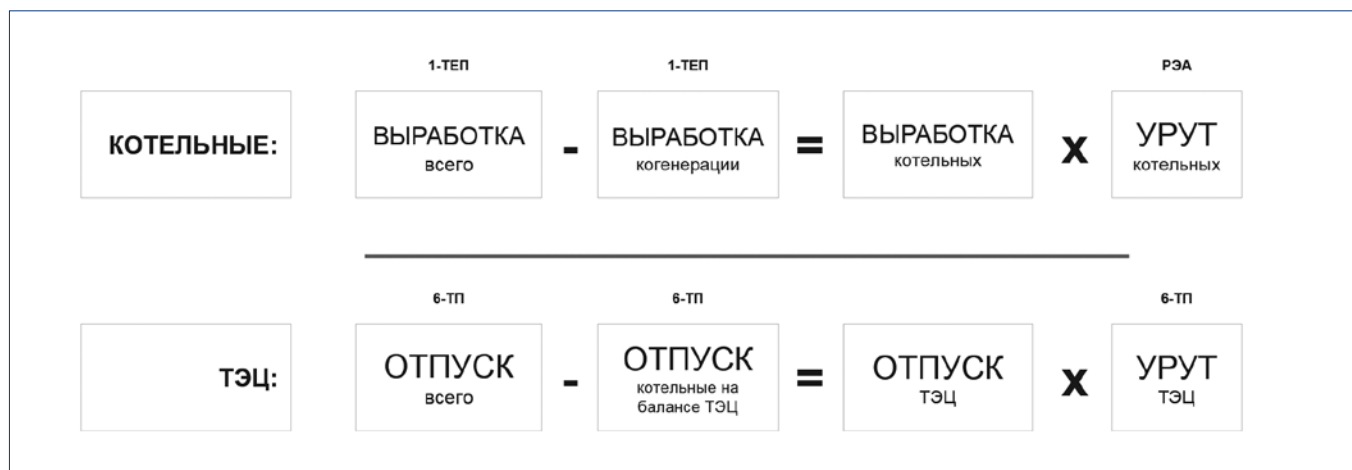 1-ТЕП 1-ТЕП РЭА
КОТЕЛЬНЫЕ: ВЫРАБОТКА - ВЫРАБОТКА = ВЫРАБОТКА x УРУТ
всего когенерации котельных котельных
6-ТП 6-ТП 6-ТП
ТЭЦ: ОТПУСК - ОТПУСК = ОТПУСК x УРУТ
всего котельные на ТЭЦ ТЭЦ
балансе ТЭЦ